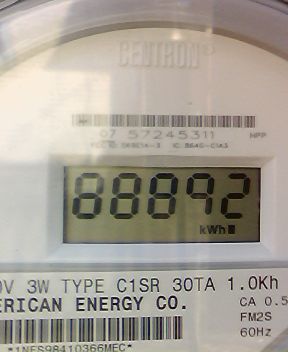 CENTRON®
07 57245311 HPP
88892
kWh
0V 3W TYPE C1SR 30TA 1.0Kh
ERICAN ENERGY CO.
CA 0.5
FM2S
60Hz